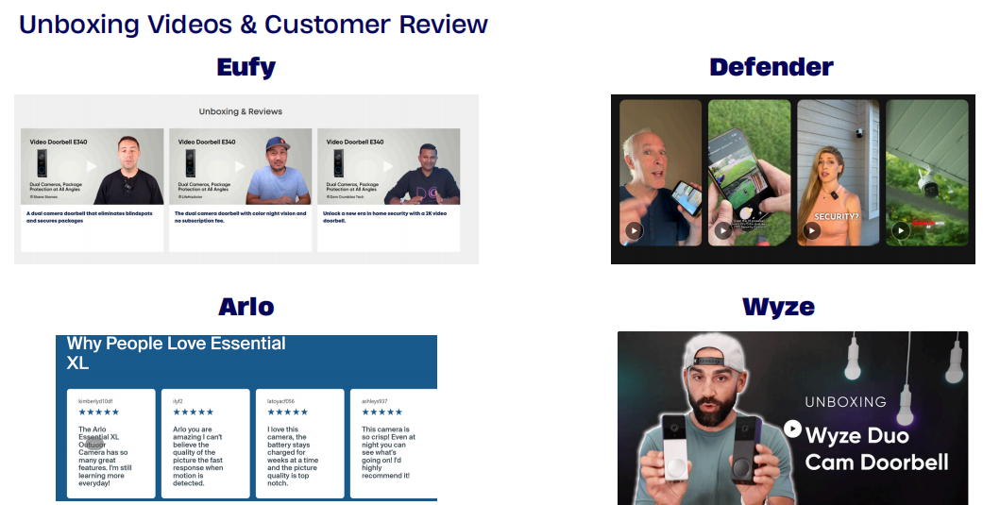 Unboxing Videos & Customer Review
Eufy
Unboxing & Reviews
Video Doorbell E340
Dual Cameras, Package
Protection at All Angles
A dual camera doorbell that eliminates blindspots
and secures packages
Video Doorbell E340
Dual Cameras, Package
Protection at All Angles
The dual camera doorbell with color night vision and
no subscription fee.
Video Doorbell E340
Dual Cameras, Package
Protection at All Angles
Unlock a new era in home security with a 2K video
doorbell.
Defender
SECURITY?
Arlo
Why People Love Essential
XL
kimberlyd10df
★★★★★
The Arlo
Essential XL
Outdoor
Camera has so
many great
features. I'm still
learning more
everyday!
ilyf2
★★★★★
Arlo you are
amazing I can't
believe the
quality of the
picture the fast
response when
motion is
detected.
latoyacf056
★★★★★
I love this
camera, the
battery stays
charged for
weeks at a time
and the picture
quality is top
notch.
ashleys937
★★★★★
This camera is
so crisp! Even at
night you can
see what's
going on! I'd
highly
recommend it!
Wyze
UNBOXING
Wyze Duo
Cam Doorbell